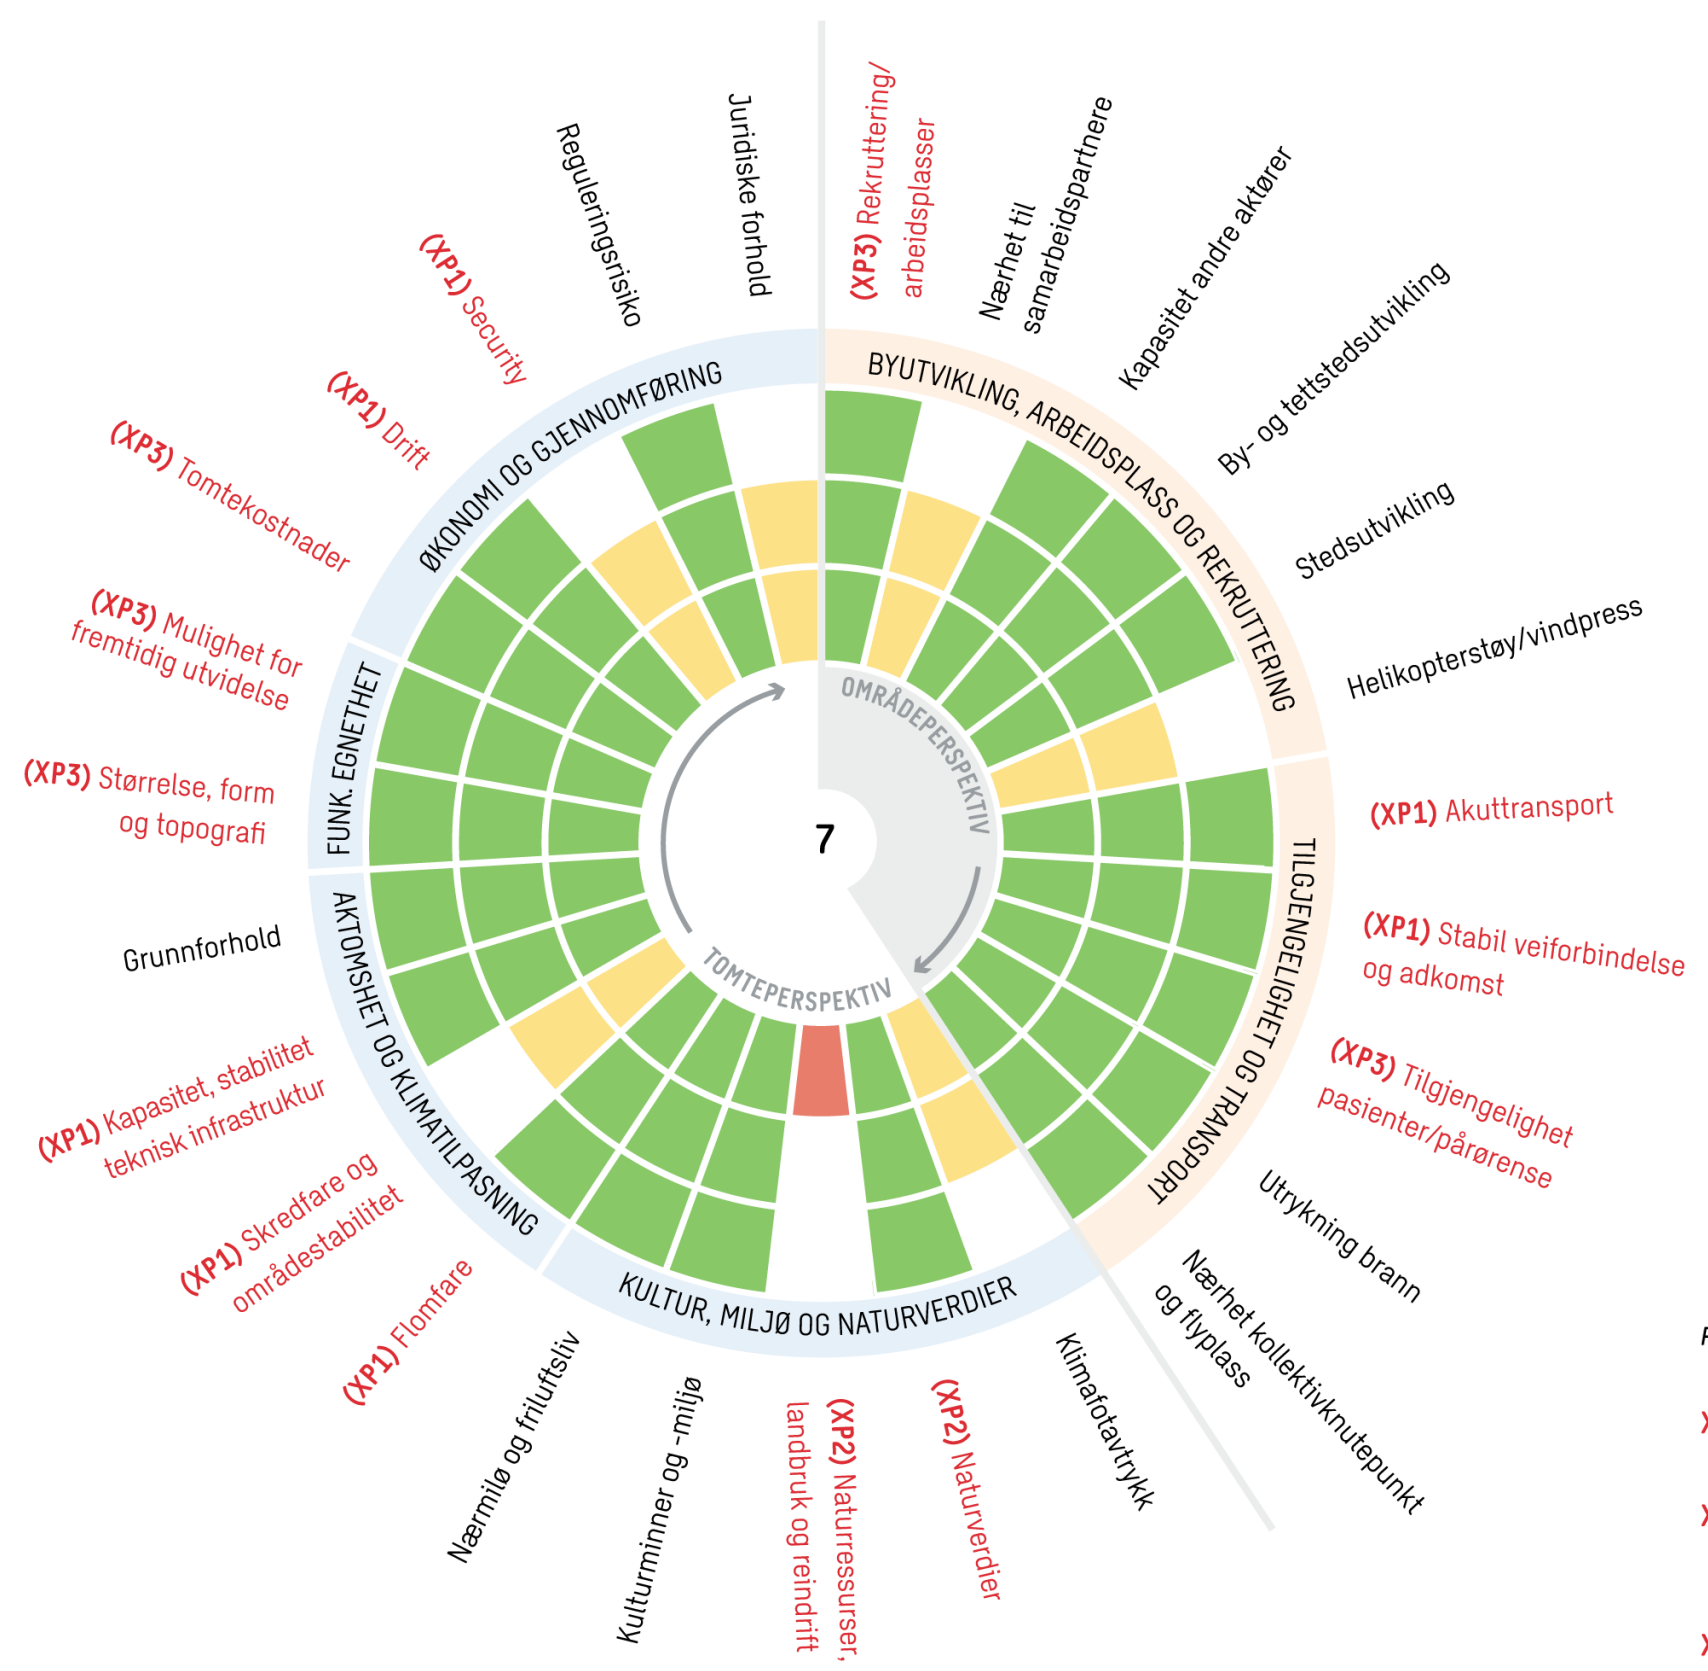 (XP3) Rekruttering/
arbeidsplasser
Nærhet til
samarbeidspartnere
Kapasitet andre aktører
By- og tettstedsutvikling
Stedsutvikling
Helikopterstøy/vindpress
(XP1) Akuttransport
(XP1) Stabil veiforbindelse
og adkomst
(XP3) Tilgjengelighet
pasienter/pårørense
Utrykning brann
Nærhet kollektivknutepunkt
og flyplass
Klimafotavtrykk
(XP2) Naturverdier
(XP2) Naturressurser,
landbruk og reindrift
Kulturminner og -miljø
Nærmilø og friluftsliv
(XP1) Flomfare
(XP1) Skredfare og
områdestabilitet
(XP1) Kapasitet, stabilitet
teknisk infrastruktur
Grunnforhold
(XP3) Størrelse, form
og topografi
(XP3) Mulighet for
fremtidig utvidelse
(XP3) Tomtekostnader
(XP1) Drift
(XP1) Security
Reguleringsrisiko
Juridiske forhold
BYUTVIKLING, ARBEIDSPLASS OG REKRUTTERING
TILGJENGELIGHET OG TRANSPORT
KULTUR, MILJØ OG NATURVERDIER
AKTOMSHET OG KLIMATILPASNING
FUNK. EGNETHET
ØKONOMI OG GJENNOMFØRING
OMRÅDEPERSPEKTIV
TOMTEPERSPEKTIV
7